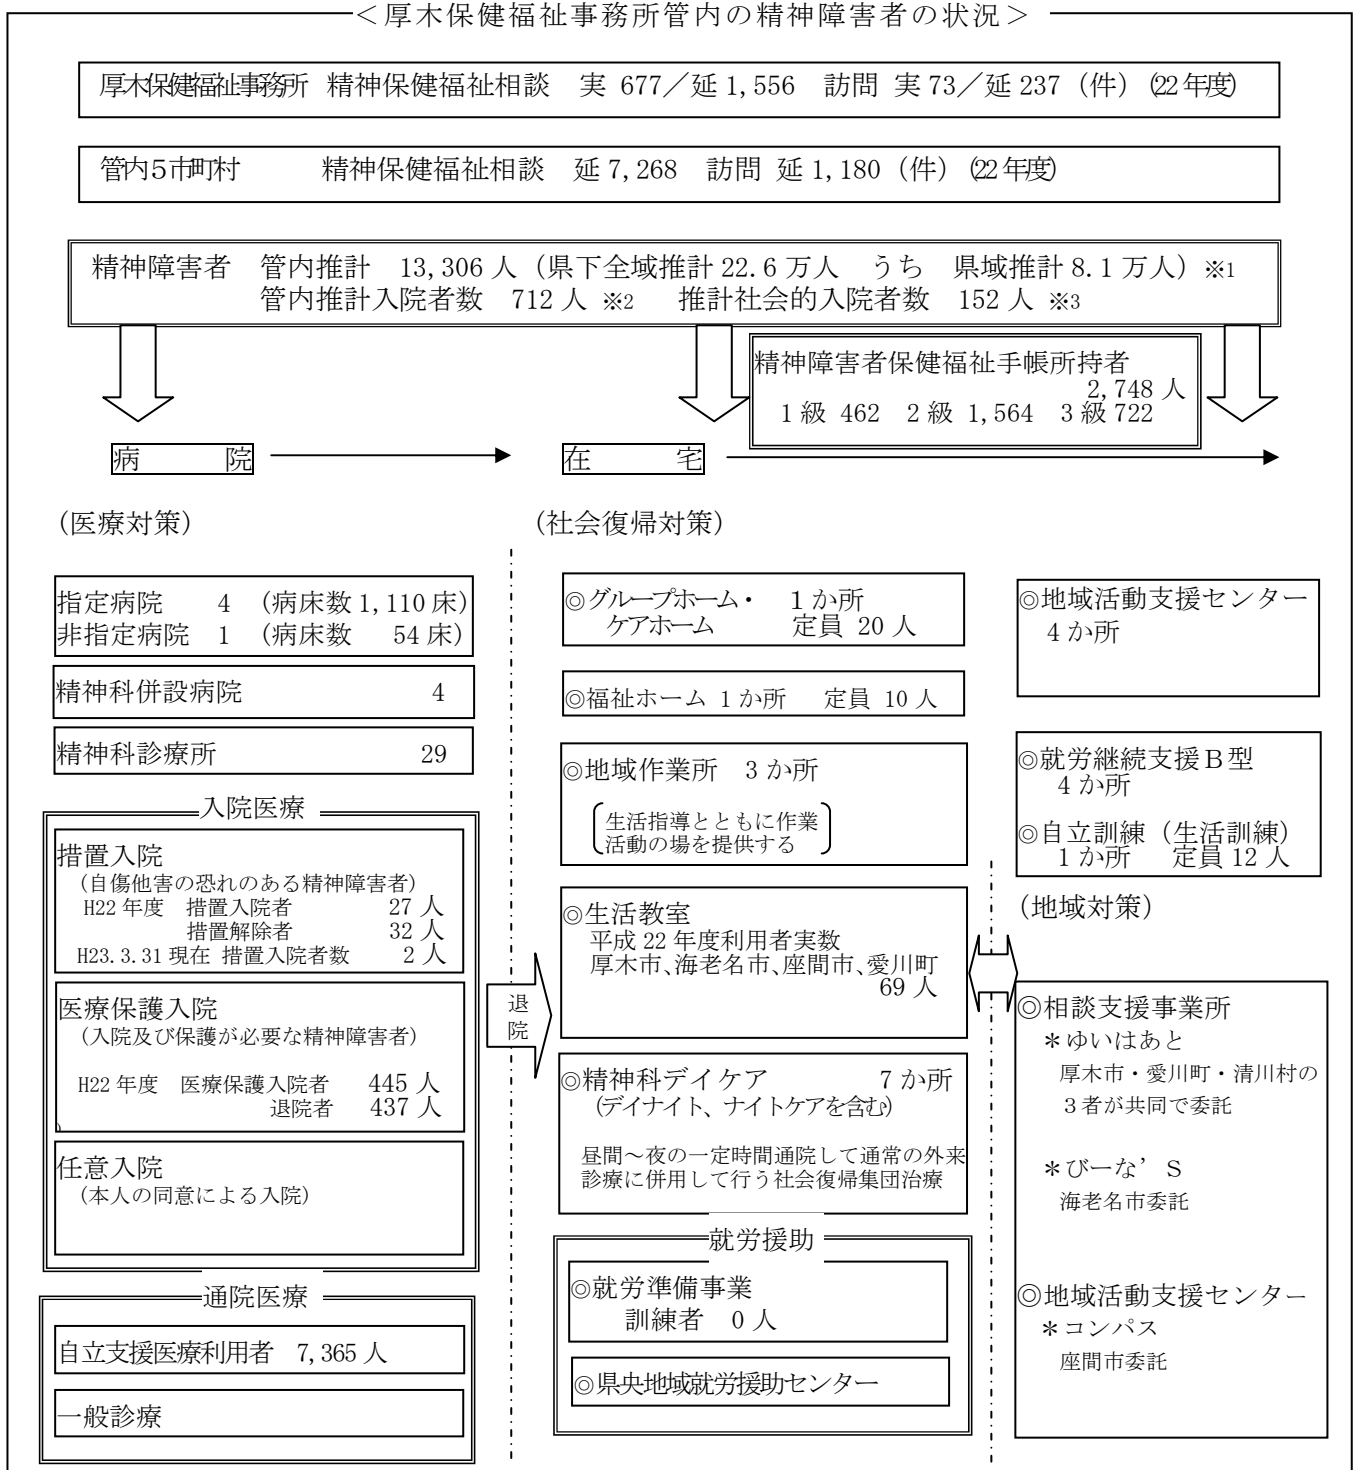 ＜厚木保健福祉事務所管内の精神障害者の状況＞
厚木保健福祉事務所 精神保健福祉相談 実 677／延 1,556 訪問 実 73／延 237（件）（22 年度）
管内５市町村 精神保健福祉相談 延 7,268 訪問 延 1,180（件）（22 年度）
精神障害者 管内推計 13,306 人（県下全域推計 22.6 万人 うち 県域推計 8.1 万人）※1
管内推計入院者数 712 人 ※2 推計社会的入院者数 152 人 ※3
精神障害者保健福祉手帳所持者
2,748 人
１級 462 ２級 1,564 ３級 722
病 院
在 宅
（医療対策）
（社会復帰対策）
指定病院 4 （病床数 1,110 床）
非指定病院 1 （病床数 54 床）
精神科併設病院 4
精神科診療所 29
入院医療
措置入院
（自傷他害の恐れのある精神障害者）
H22 年度 措置入院者 27 人
措置解除者 32 人
H23.3.31 現在 措置入院者数 2 人
医療保護入院
（入院及び保護が必要な精神障害者）
H22 年度 医療保護入院者 445 人
退院者 437 人
）
任意入院
（本人の同意による入院）
通院医療
自立支援医療利用者 7,365 人
一般診療
退
院
◎グループホーム・ １か所
ケアホーム 定員 20 人
◎福祉ホーム 1 か所 定員 10 人
◎地域作業所 3 か所
生活指導とともに作業
活動の場を提供する
◎生活教室
平成 22 年度利用者実数
厚木市、海老名市、座間市、愛川町
69 人
◎精神科デイケア 7 か所
（デイナイト、ナイトケアを含む）
昼間～夜の一定時間通院して通常の外来
診療に併用して行う社会復帰集団治療
就労援助
◎就労準備事業
訓練者 0 人
◎県央地域就労援助センター
◎地域活動支援センター
4 か所
◎就労継続支援Ｂ型
4 か所
◎自立訓練（生活訓練）
1 か所 定員 12 人
（地域対策）
◎相談支援事業所
＊ゆいはあと
厚木市・愛川町・清川村の
３者が共同で委託
＊びーな’Ｓ
海老名市委託
◎地域活動支援センター
＊コンパス
座間市委託